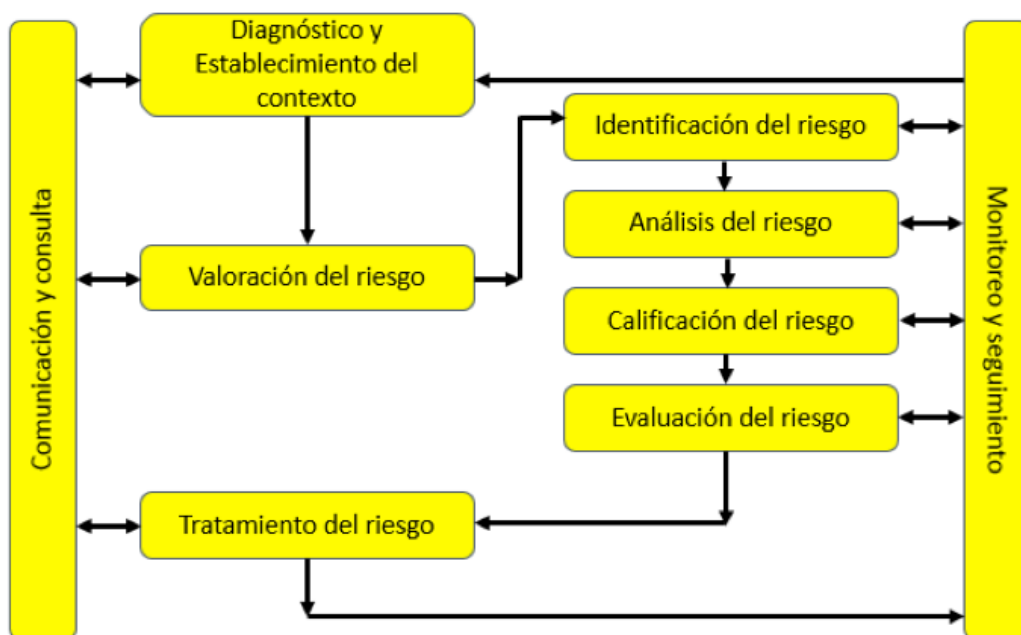 Diagnóstico y
Establecimiento del
contexto
Identificación del riesgo
Análisis del riesgo
Valoración del riesgo
Calificación del riesgo
Evaluación del riesgo
Tratamiento del riesgo
Comunicación y consulta
Monitoreo y seguimiento